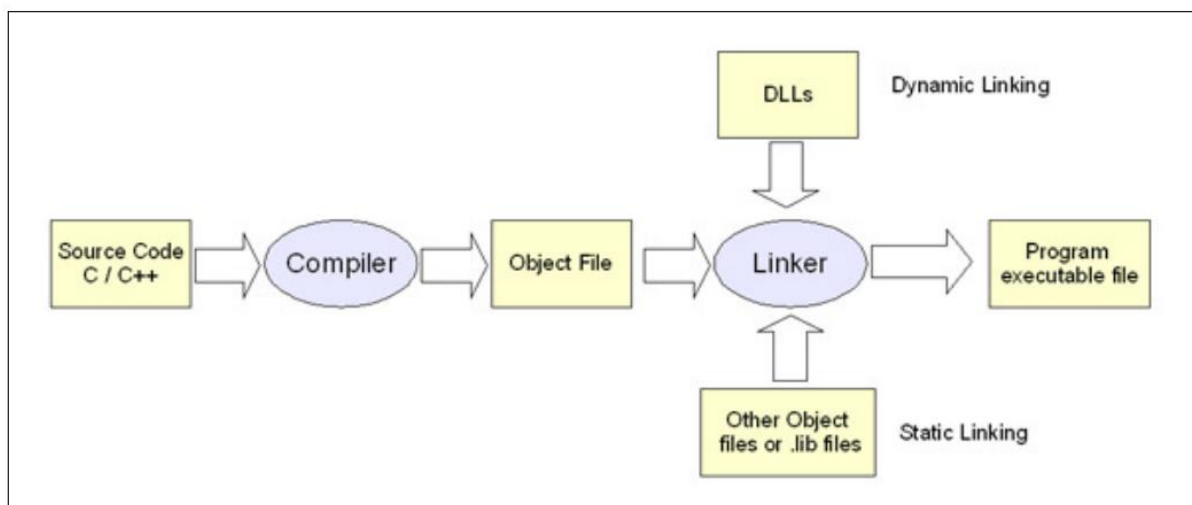 DLLs
Dynamic Linking
Source Code
C / C++
Compiler
Object File
Linker
Program
executable file
Other Object
files or .lib files
Static Linking